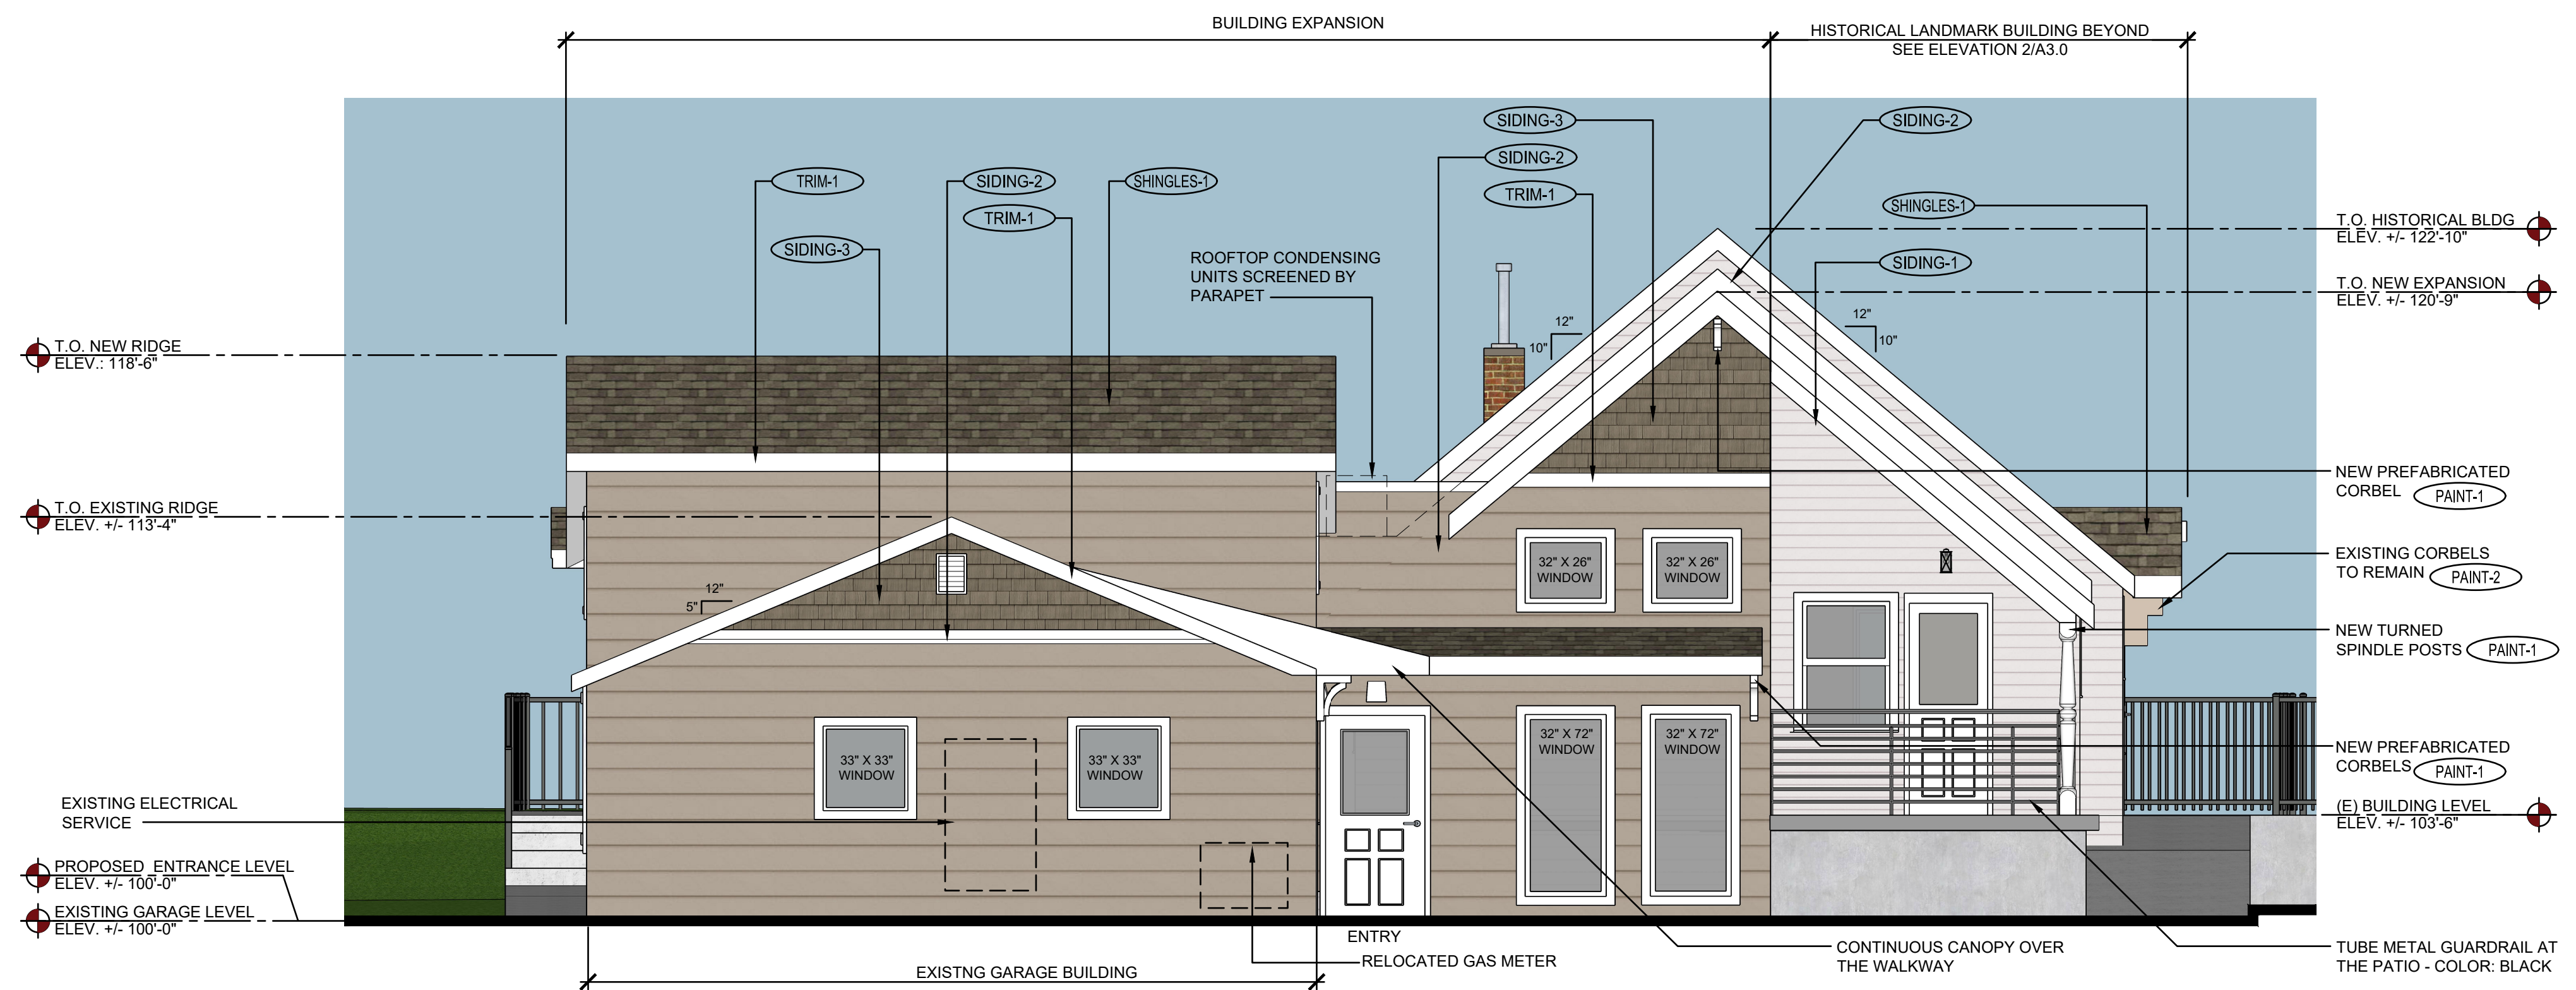 BUILDING EXPANSION
HISTORICAL LANDMARK BUILDING BEYOND
SEE ELEVATION 2/A3.0
SIDING-3
SIDING-2
SIDING-2
TRIM-1
TRIM-1
SIDING-2
SHINGLES-1
TRIM-1
SIDING-3
SHINGLES-1
SIDING-1
ROOFTOP CONDENSING
UNITS SCREENED BY
PARAPET
T.O. HISTORICAL BLDG
ELEV. +/- 122'-10"
T.O. NEW EXPANSION
ELEV. +/- 120'-9"
12"
10"
12"
10"
T.O. NEW RIDGE
ELEV.: 118'-6"
T.O. EXISTING RIDGE
ELEV. +/- 113'-4"
NEW PREFABRICATED
CORBEL PAINT-1
EXISTING CORBELS
TO REMAIN PAINT-2
32" X 26"
WINDOW
32" X 26"
WINDOW
12"
5"
NEW TURNED
SPINDLE POSTS PAINT-1
32" X 72"
WINDOW
32" X 72"
WINDOW
33" X 33"
WINDOW
33" X 33"
WINDOW
NEW PREFABRICATED
CORBELS PAINT-1
EXISTING ELECTRICAL
SERVICE
(E) BUILDING LEVEL
ELEV. +/- 103'-6"
PROPOSED ENTRANCE LEVEL
ELEV. +/- 100'-0"
EXISTING GARAGE LEVEL
ELEV. +/- 100'-0"
ENTRY
RELOCATED GAS METER
EXISTNG GARAGE BUILDING
CONTINUOUS CANOPY OVER
THE WALKWAY
TUBE METAL GUARDRAIL AT
THE PATIO - COLOR: BLACK